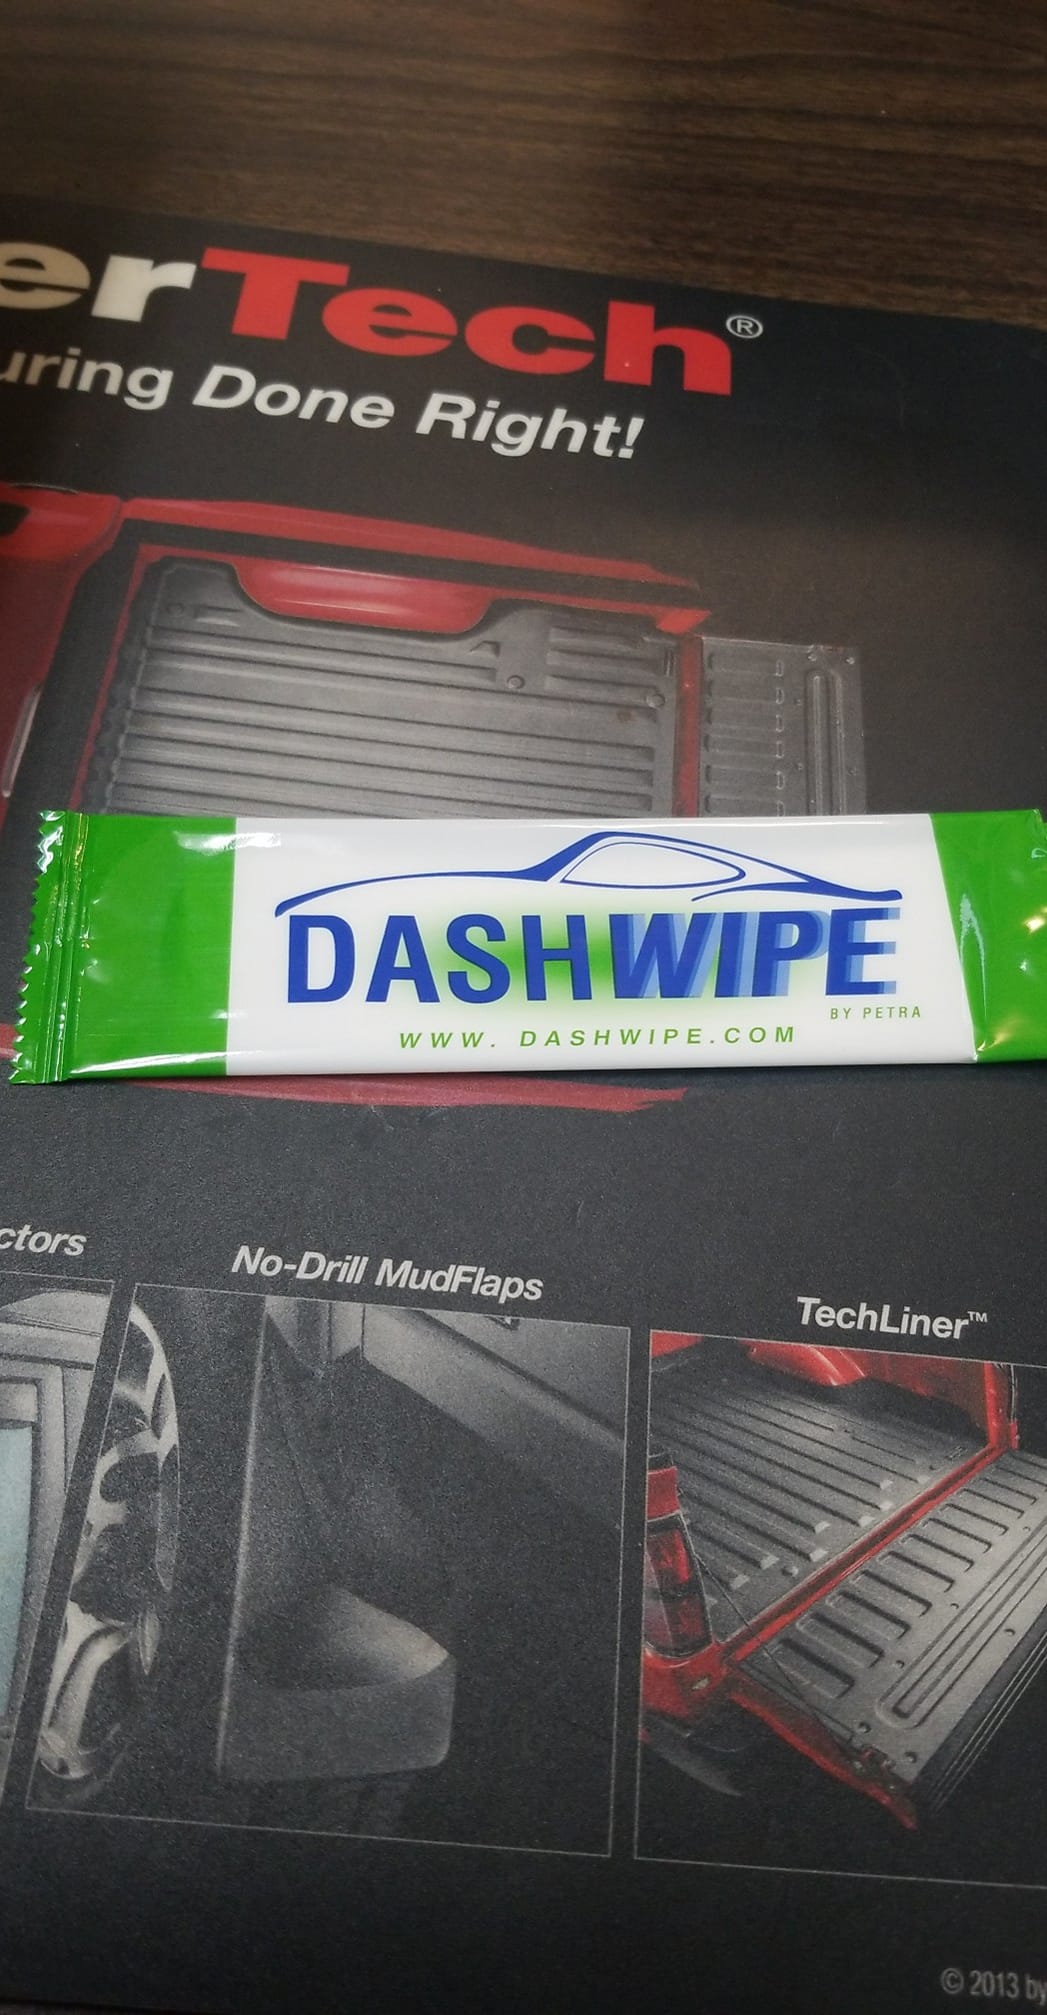 erTech®
uring Done Right!
DASHWIPE
BY PETRA
WWW. DASHWIPE.COM
ctors
No-Drill MudFlaps
TechLiner™
© 2013 by